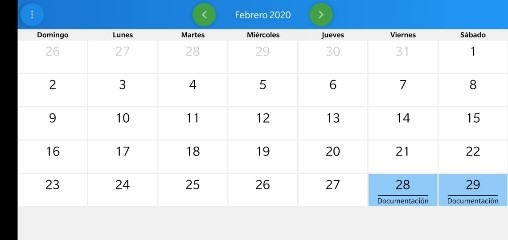 Febrero 2020
Domingo Lunes Martes Miércoles Jueves Viernes Sábado
26 27 28 29 30 31 1
2 3 4 5 6 7 8
9 10 11 12 13 14 15
16 17 18 19 20 21 22
23 24 25 26 27 28 29
Documentación Documentación